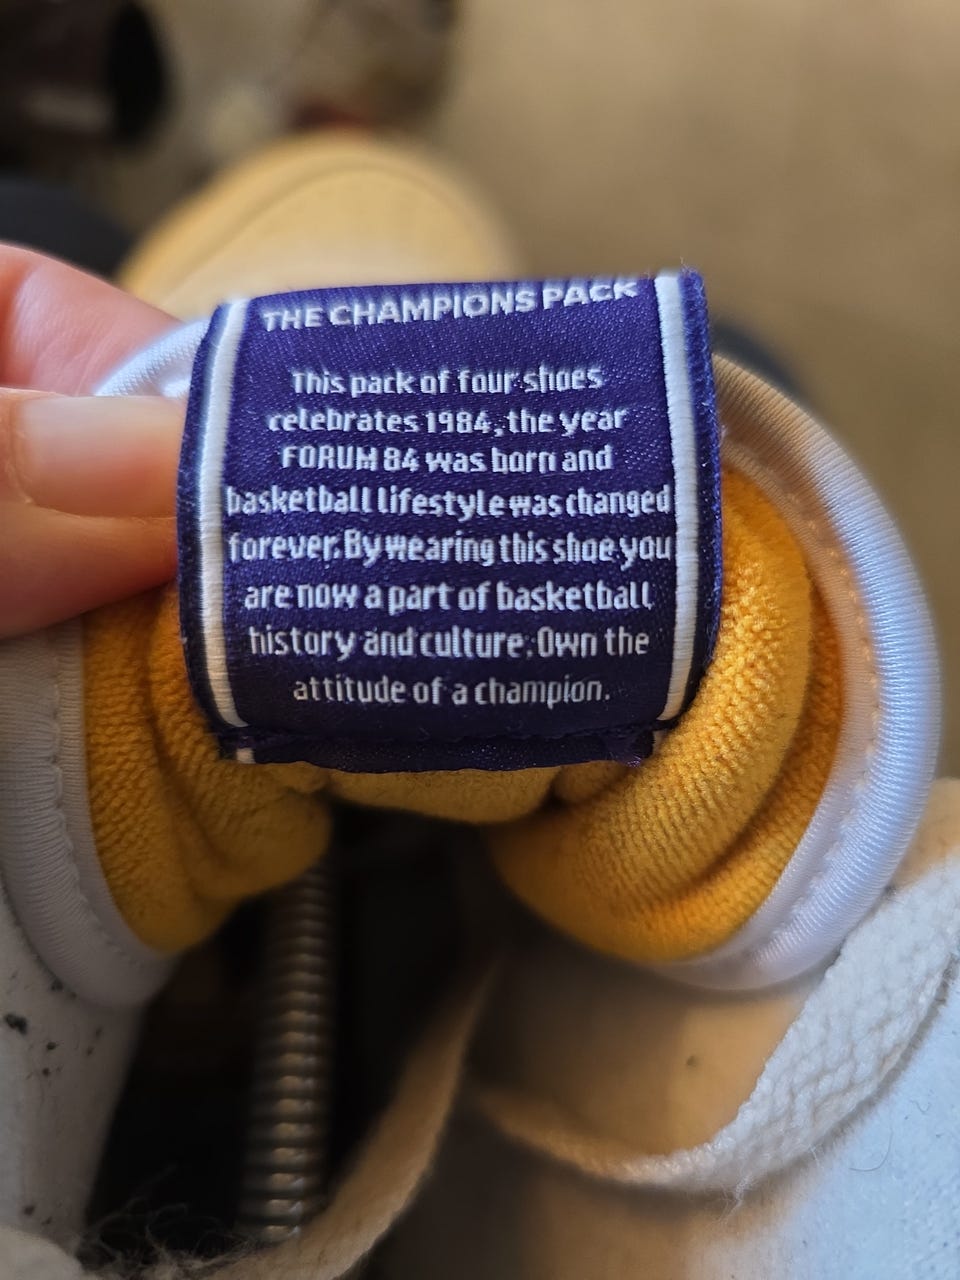 THE CHAMPIONS PACK
This pack of four shoes
celebrates 1984, the year
FORUM 84 was born and
basketball lifestyle was changed
forever. By wearing this shoe you
are now a part of basketball
history and culture. Own the
attitude of a champion.